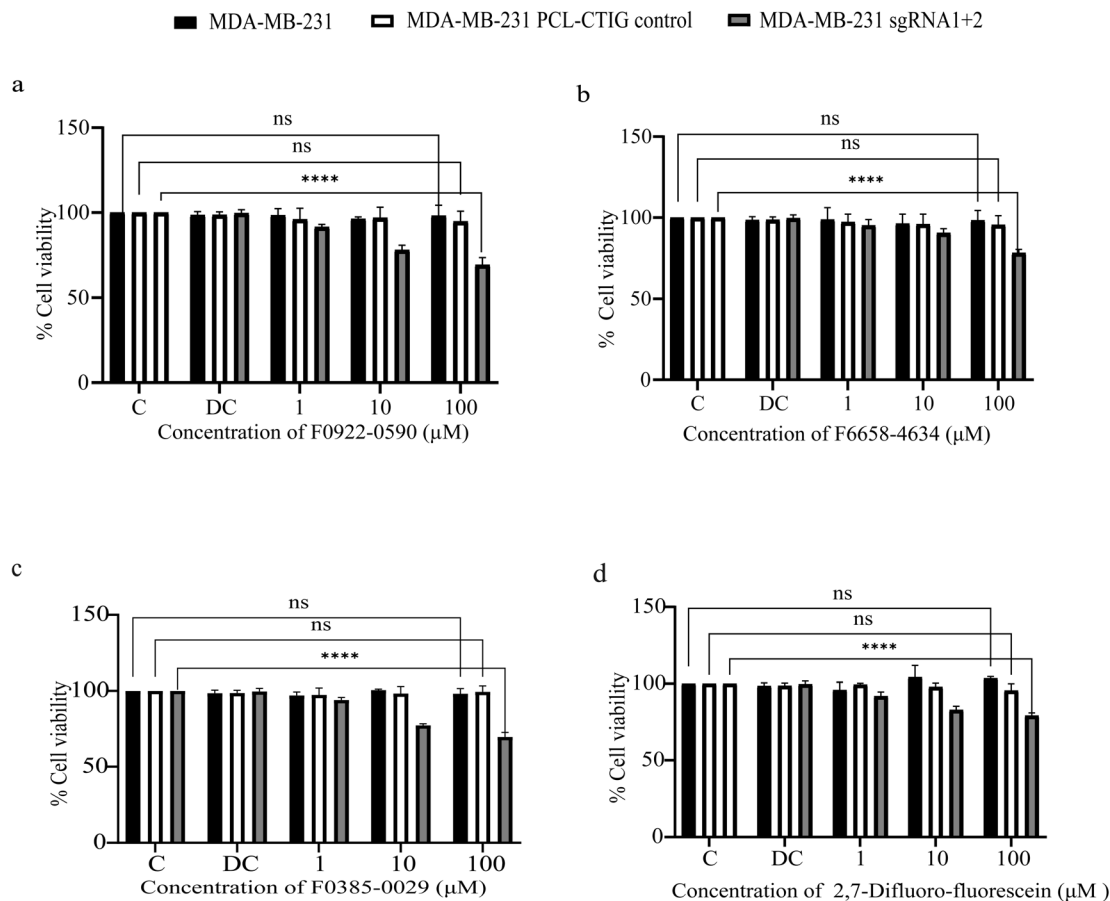 MDA-MB-231 MDA-MB-231 PCL-CTIG control MDA-MB-231 sgRNA1+2
a
ns
ns
****
150
100
50
0
% Cell viability
C DC 1 10 100
Concentration of F0922-0590 (μM)
b
ns
ns
****
150
100
50
0
% Cell viability
C DC 1 10 100
Concentration of F6658-4634 (μM)
c
ns
ns
****
150
100
50
0
% Cell viability
C DC 1 10 100
Concentration of F0385-0029 (μM)
d
ns
ns
****
150
100
50
0
% Cell viability
C DC 1 10 100
Concentration of 2,7-Difluoro-fluorescein (μM )